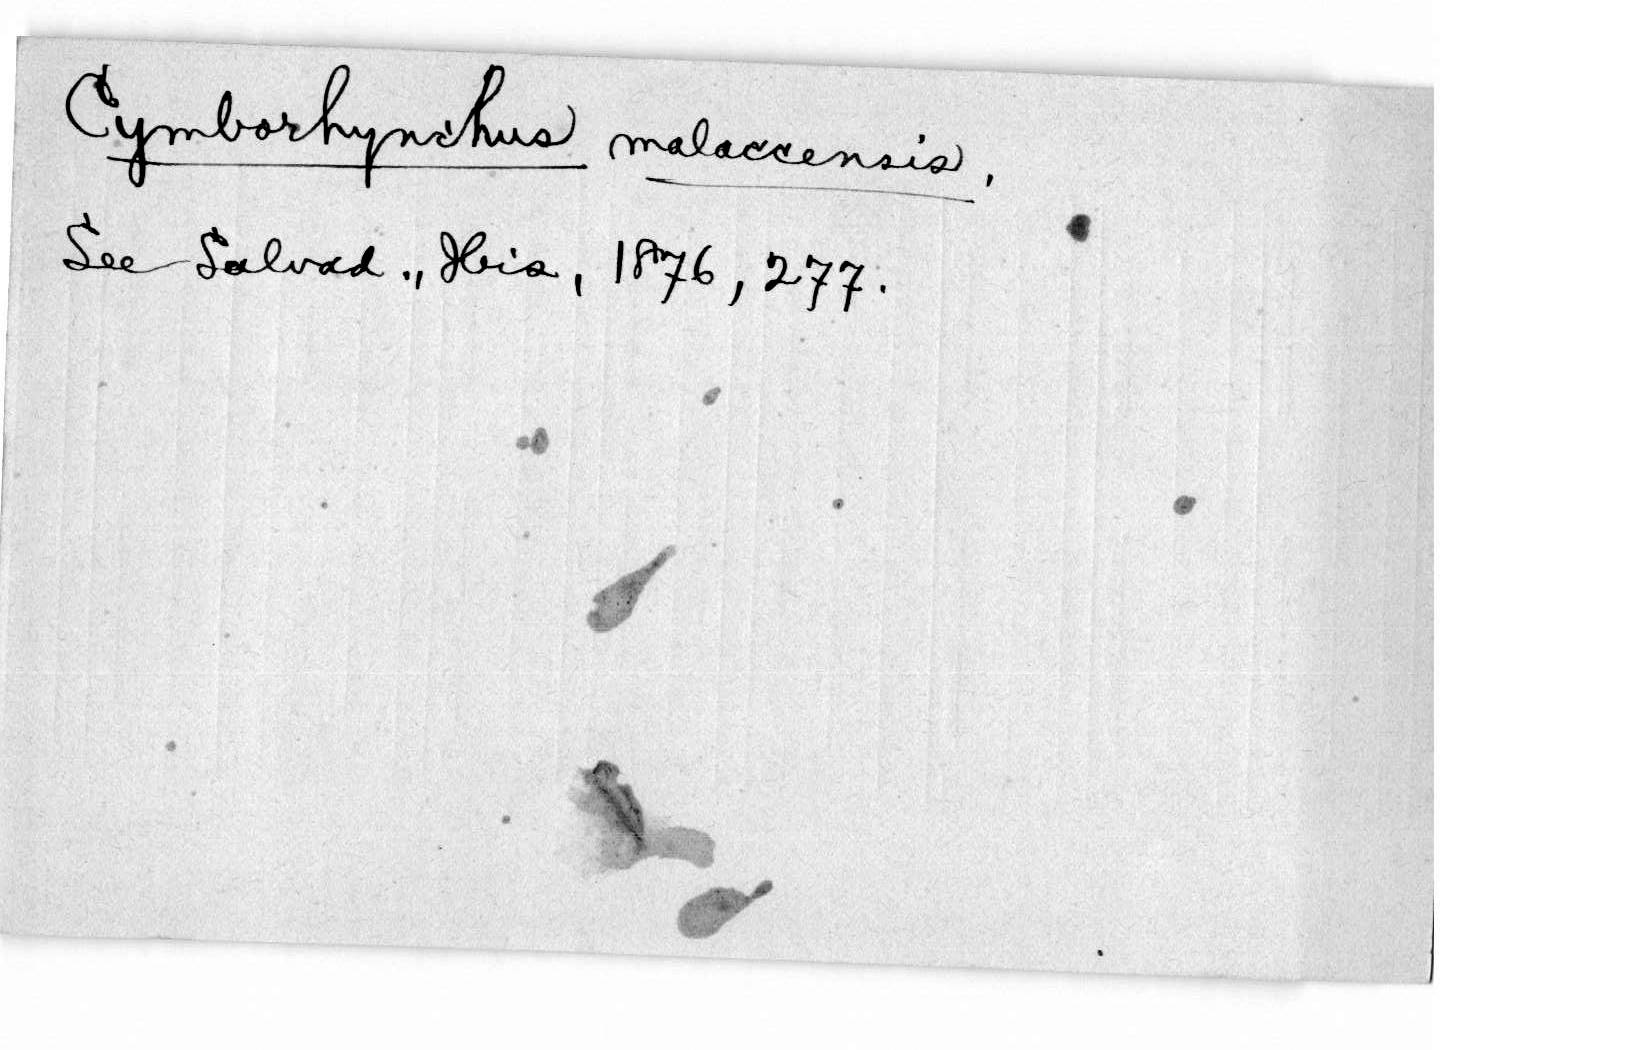 Cymborhynchus malaccensis,
See Salvad., Ibis, 1876, 277.